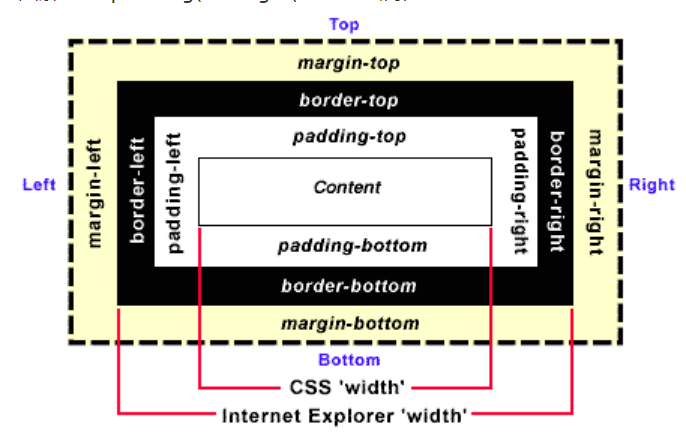 Top
margin-top
border-top
padding-top
Left
margin-left
border-left
padding-left
Content
padding-right
border-right
margin-right
Right
padding-bottom
border-bottom
margin-bottom
Bottom
CSS 'width'
Internet Explorer 'width'